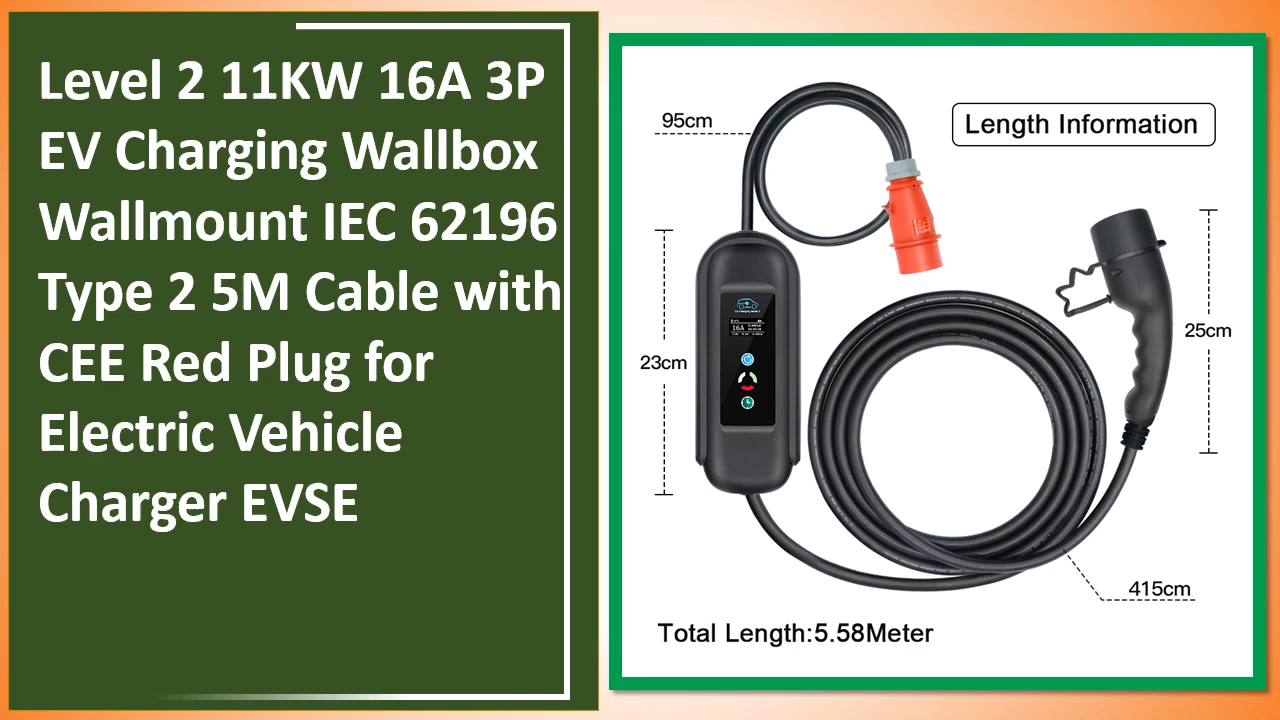 Level 2 11KW 16A 3P
EV Charging Wallbox
Wallmount IEC 62196
Type 2 5M Cable with
CEE Red Plug for
Electric Vehicle
Charger EVSE
Length Information
95cm
23cm
16A
25cm
415cm
Total Length:5.58Meter